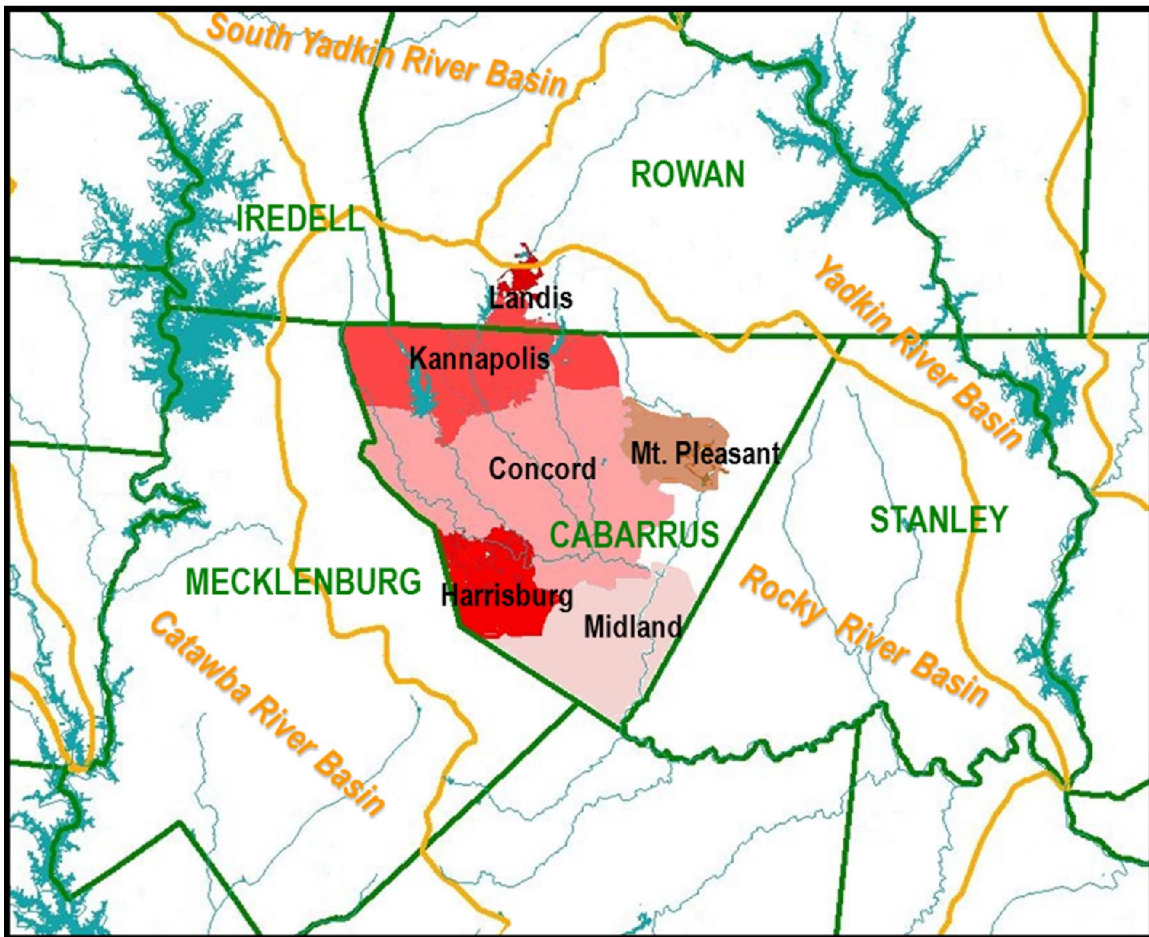 South Yadkin River Basin
ROWAN
IREDELL
Landis
Yadkin River Basin
Kannapolis
Mt. Pleasant
Concord
STANLEY
CABARRUS
MECKLENBURG
Harrisburg
Rocky River Basin
Midland
Catawba River Basin